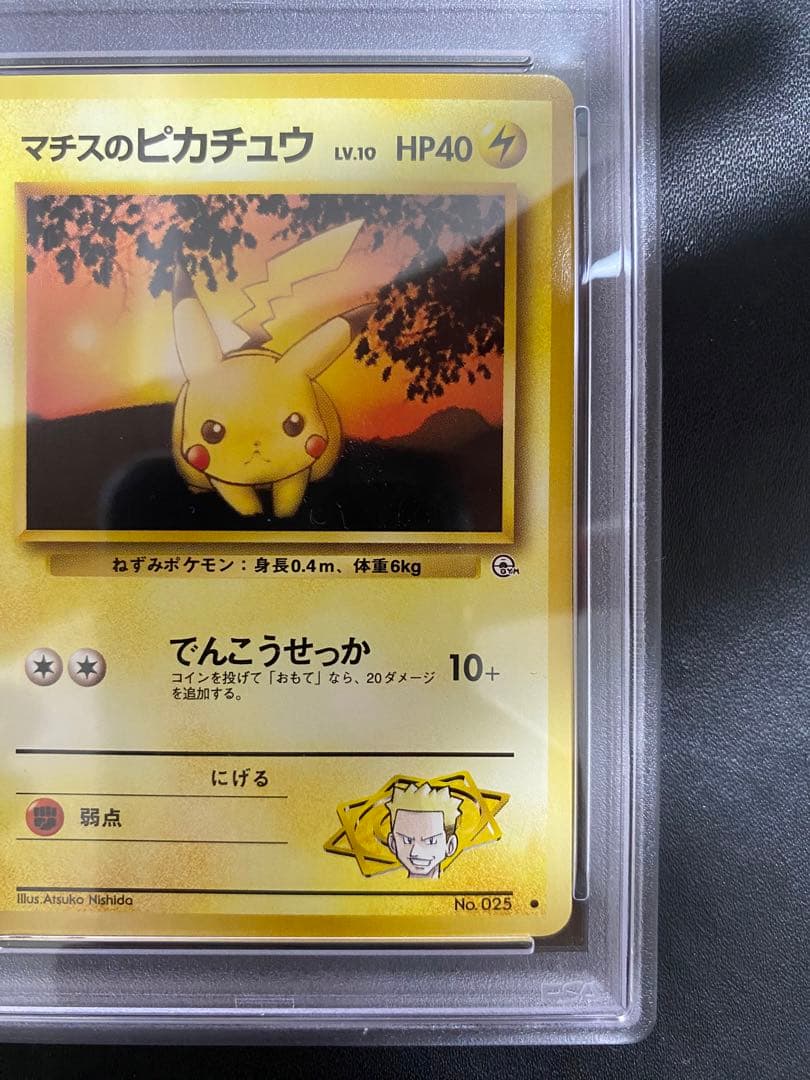 マチスのピカチュウ LV.10 HP40
ねずみポケモン：身長0.4m、体重6kg
GYM
でんこうせっか 10+
コインを投げて「おもて」なら、20ダメージ
を追加する。
にげる
弱点
Illus. Atsuko Nishida No. 025
PSA